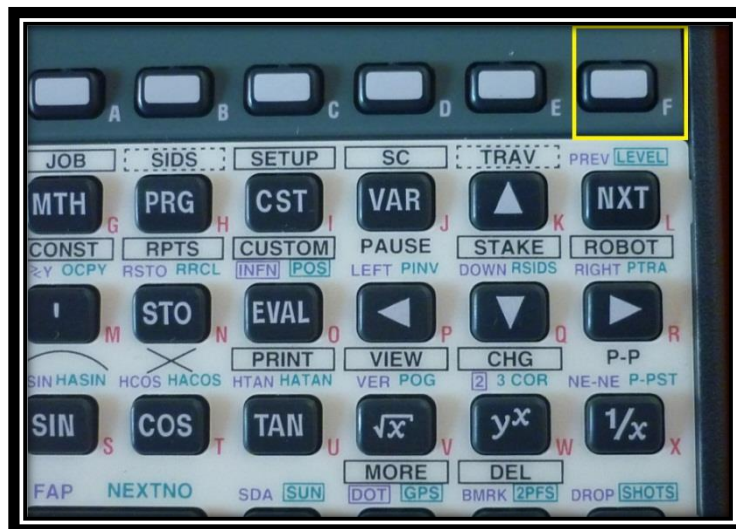 A B C D E F
JOB SIDS SETUP SC TRAV PREV LEVEL
MTH G PRG H CST I VAR J K NXT L
CONST RPTS CUSTOM PAUSE STAKE ROBOT
OCPY RSTO RRCL INFN POS LEFT PINV DOWN RSIDS RIGHT PTRA
' M STO N EVAL O P Q R
PRINT VIEW CHG P-P
SIN HASIN HCOS HACOS HTAN HATAN VER POG 2 3 COR NE-NE P-PST
SIN S COS T TAN U √x V yˣ W 1/x X
MORE DEL
FAP NEXTNO SDA SUN DOT GPS BMRK 2PFS DROP SHOTS